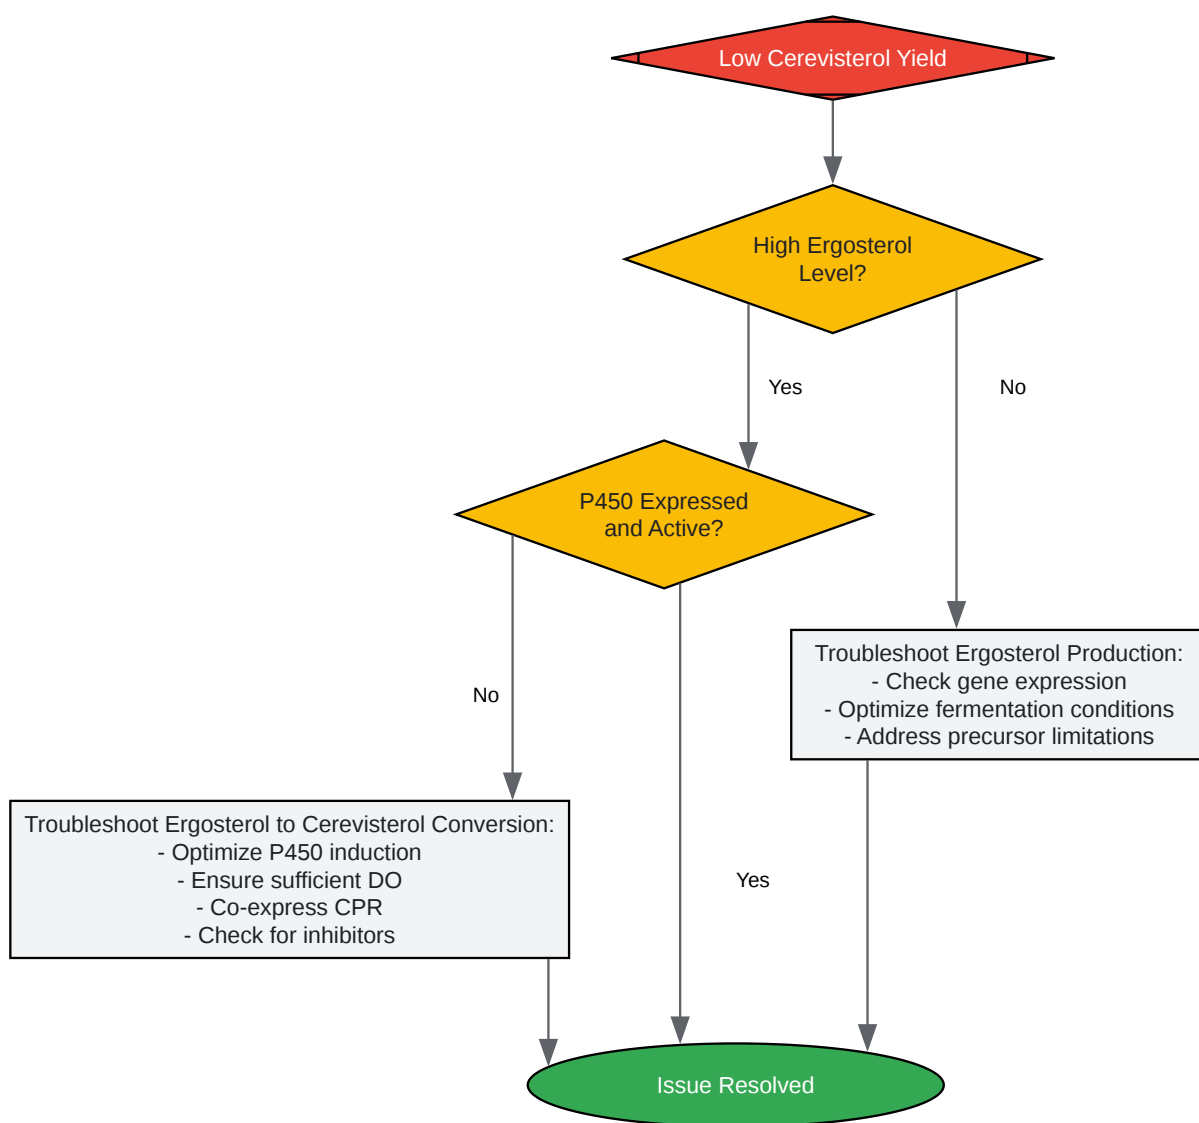 Low Cerevisterol Yield
High Ergosterol
Level?
Yes
No
P450 Expressed
and Active?
Troubleshoot Ergosterol Production:
- Check gene expression
- Optimize fermentation conditions
- Address precursor limitations
No
Troubleshoot Ergosterol to Cerevisterol Conversion:
- Optimize P450 induction
- Ensure sufficient DO
- Co-express CPR
- Check for inhibitors
Yes
Issue Resolved